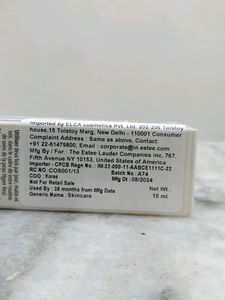 Imported by ELCA cosmetics Pvt. Ltd. 202-206 Tolstoy
house,15 Tolstoy Marg, New Delhi - 110001 Consumer
Complaint Address : Same as above, Contact:
+91 22-61479800, Email : corporate@in.estee.com
Mfg By / For : The Estee Lauder Companies Inc, 767,
Fifth Avenue NY 10153, United States of America
Importer - CPCB Regn No. : IM-22-000-11-AABCE1111C-22
RC NO : COS001/13
Batch : A74
COO : Korea
Mfg Dt : 08/2024
Not For Retail Sale
Used By : 36 months from Mfg Date
Net Wt :
Generic Name : Skincare
15 ml